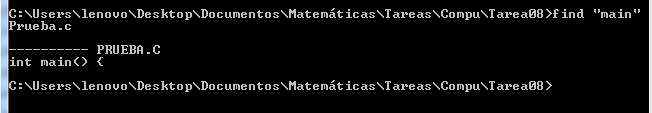 C:\Users\lenovo\Desktop\Documentos\Matemáticas\Tareas\Compu\Tarea08>find "main"
Prueba.c
---------- PRUEBA.C
int main() {
C:\Users\lenovo\Desktop\Documentos\Matemáticas\Tareas\Compu\Tarea08>